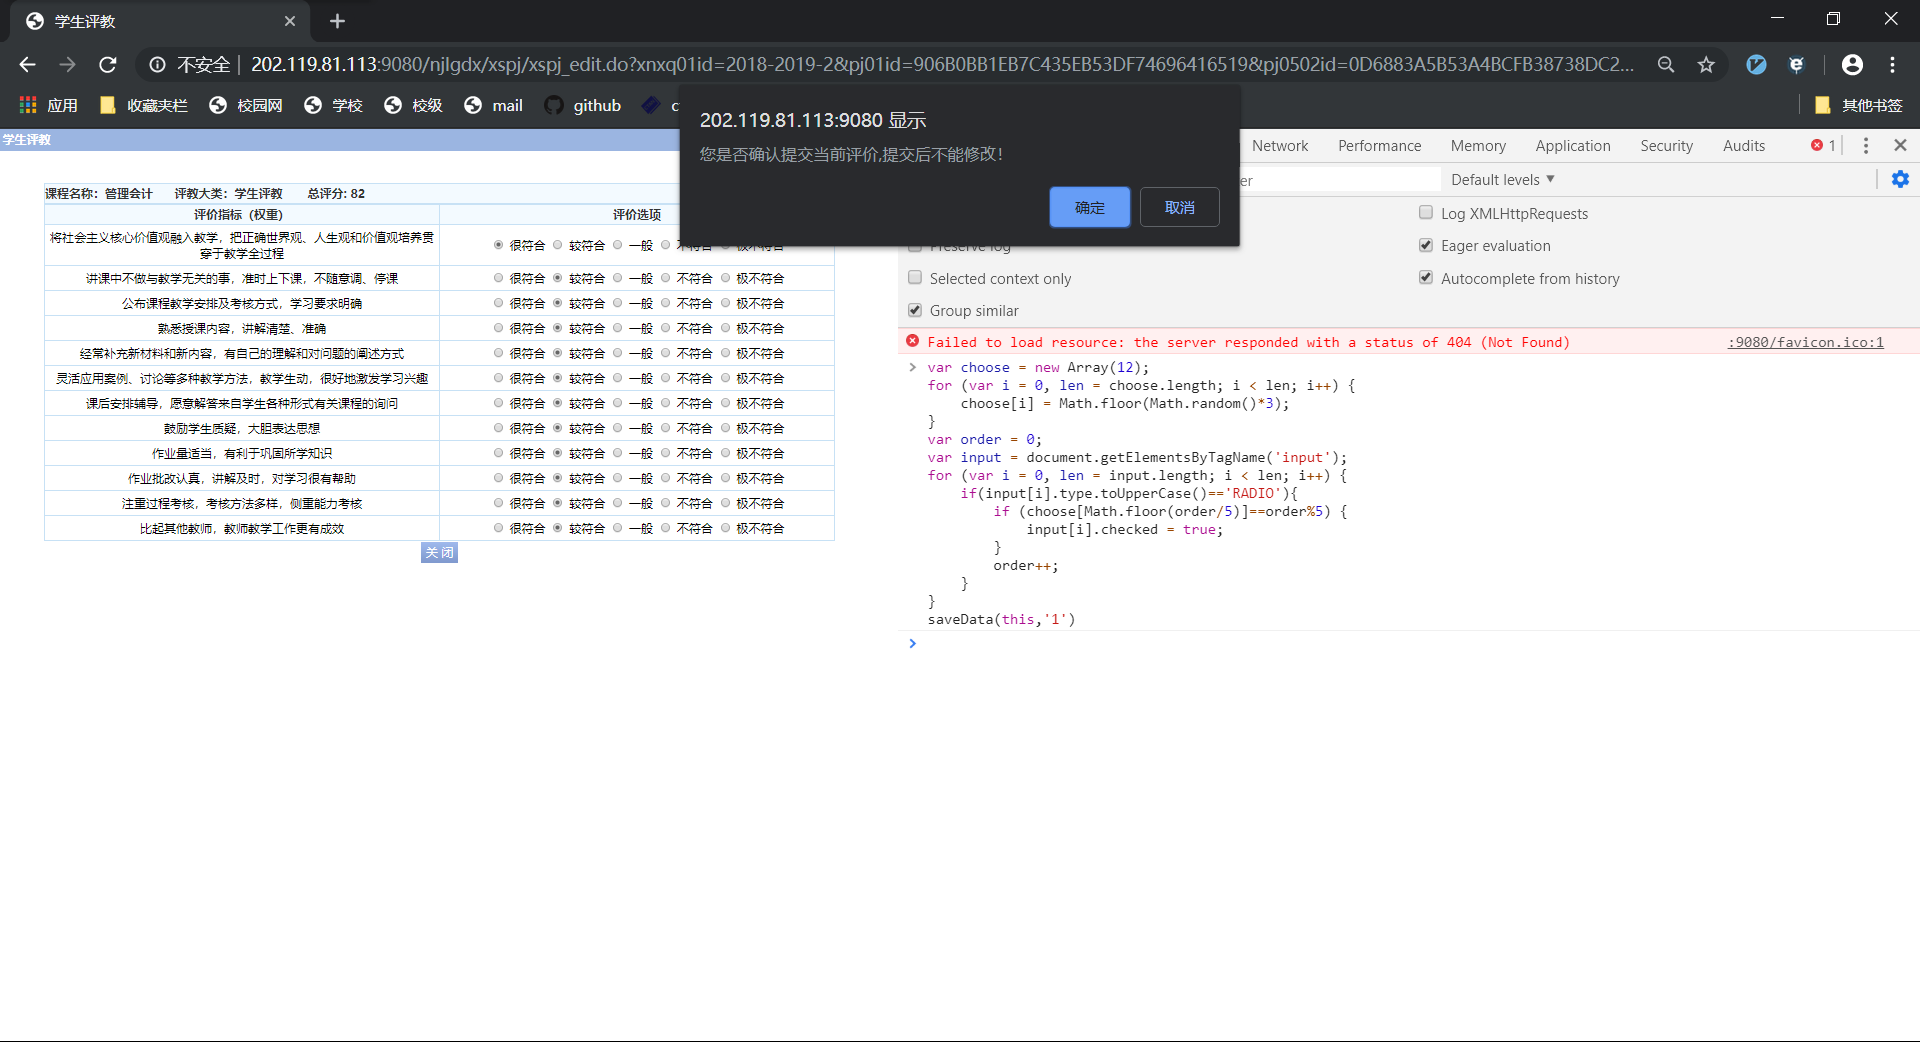 学生评教
不安全 | 202.119.81.113:9080/njlgdx/xspj/xspj_edit.do?xnxq01id=2018-2019-2&pj01id=906B0BB1EB7C435EB53DF74696416519&pj0502id=0D6883A5B53A4BCFB38738DC2...
应用 收藏夹栏 校园网 学校 校级 mail github 其他书签
202.119.81.113:9080 显示
您是否确认提交当前评价,提交后不能修改!
确定 取消
学生评教
课程名称：管理会计 评教大类：学生评教 总评分: 82
评价指标（权重） 评价选项
将社会主义核心价值观融入教学，把正确世界观、人生观和价值观培养贯
穿于教学全过程
很符合 较符合 一般 不符合 极不符合
讲课中不做与教学无关的事，准时上下课，不随意调、停课 很符合 较符合 一般 不符合 极不符合
公布课程教学安排及考核方式，学习要求明确 很符合 较符合 一般 不符合 极不符合
熟悉授课内容，讲解清楚、准确 很符合 较符合 一般 不符合 极不符合
经常补充新材料和新内容，有自己的理解和对问题的阐述方式 很符合 较符合 一般 不符合 极不符合
灵活应用案例、讨论等多种教学方法，教学生动，很好地激发学习兴趣 很符合 较符合 一般 不符合 极不符合
课后安排辅导，愿意解答来自学生各种形式有关课程的询问 很符合 较符合 一般 不符合 极不符合
鼓励学生质疑，大胆表达思想 很符合 较符合 一般 不符合 极不符合
作业量适当，有利于巩固所学知识 很符合 较符合 一般 不符合 极不符合
作业批改认真，讲解及时，对学习很有帮助 很符合 较符合 一般 不符合 极不符合
注重过程考核，考核方法多样，侧重能力考核 很符合 较符合 一般 不符合 极不符合
比起其他教师，教师教学工作更有成效 很符合 较符合 一般 不符合 极不符合
关 闭
Network Performance Memory Application Security Audits 1
er Default levels ▼
Log XMLHttpRequests
Preserve log Eager evaluation
Selected context only Autocomplete from history
Group similar
Failed to load resource: the server responded with a status of 404 (Not Found) :9080/favicon.ico:1
> var choose = new Array(12);
for (var i = 0, len = choose.length; i < len; i++) {
choose[i] = Math.floor(Math.random()*3);
}
var order = 0;
var input = document.getElementsByTagName('input');
for (var i = 0, len = input.length; i < len; i++) {
if(input[i].type.toUpperCase()=='RADIO'){
if (choose[Math.floor(order/5)]==order%5) {
input[i].checked = true;
}
order++;
}
}
saveData(this,'1')
>